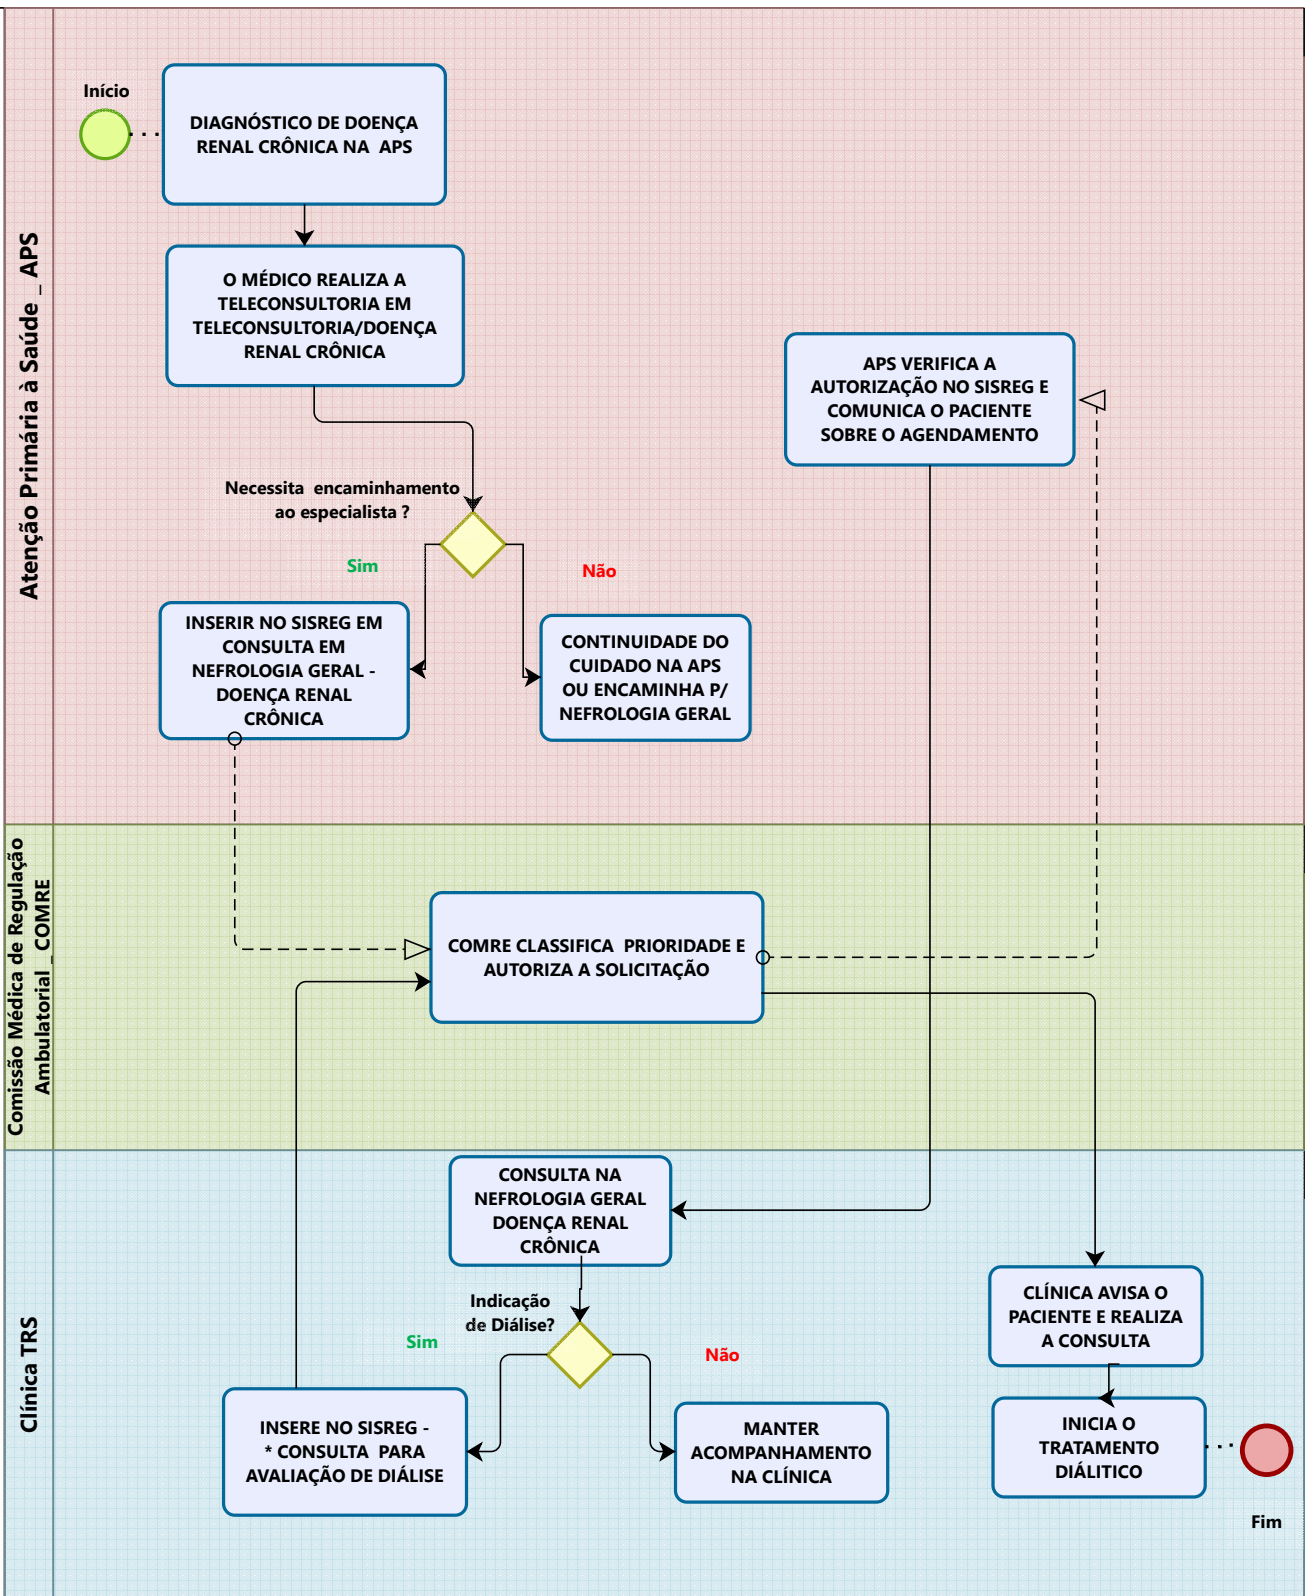 Atenção Primária à Saúde _ APS
Início
DIAGNÓSTICO DE DOENÇA
RENAL CRÔNICA NA APS
O MÉDICO REALIZA A
TELECONSULTORIA EM
TELECONSULTORIA/DOENÇA
RENAL CRÔNICA
APS VERIFICA A
AUTORIZAÇÃO NO SISREG E
COMUNICA O PACIENTE
SOBRE O AGENDAMENTO
Necessita encaminhamento
ao especialista ?
Sim
Não
INSERIR NO SISREG EM
CONSULTA EM
NEFROLOGIA GERAL -
DOENÇA RENAL
CRÔNICA
CONTINUIDADE DO
CUIDADO NA APS
OU ENCAMINHA P/
NEFROLOGIA GERAL
Comissão Médica de Regulação
Ambulatorial _ COMRE
COMRE CLASSIFICA PRIORIDADE E
AUTORIZA A SOLICITAÇÃO
Clínica TRS
CONSULTA NA
NEFROLOGIA GERAL
DOENÇA RENAL
CRÔNICA
Indicação
de Diálise?
Sim
Não
CLÍNICA AVISA O
PACIENTE E REALIZA
A CONSULTA
INSERE NO SISREG -
* CONSULTA PARA
AVALIAÇÃO DE DIÁLISE
MANTER
ACOMPANHAMENTO
NA CLÍNICA
INICIA O
TRATAMENTO
DIÁLITICO
Fim